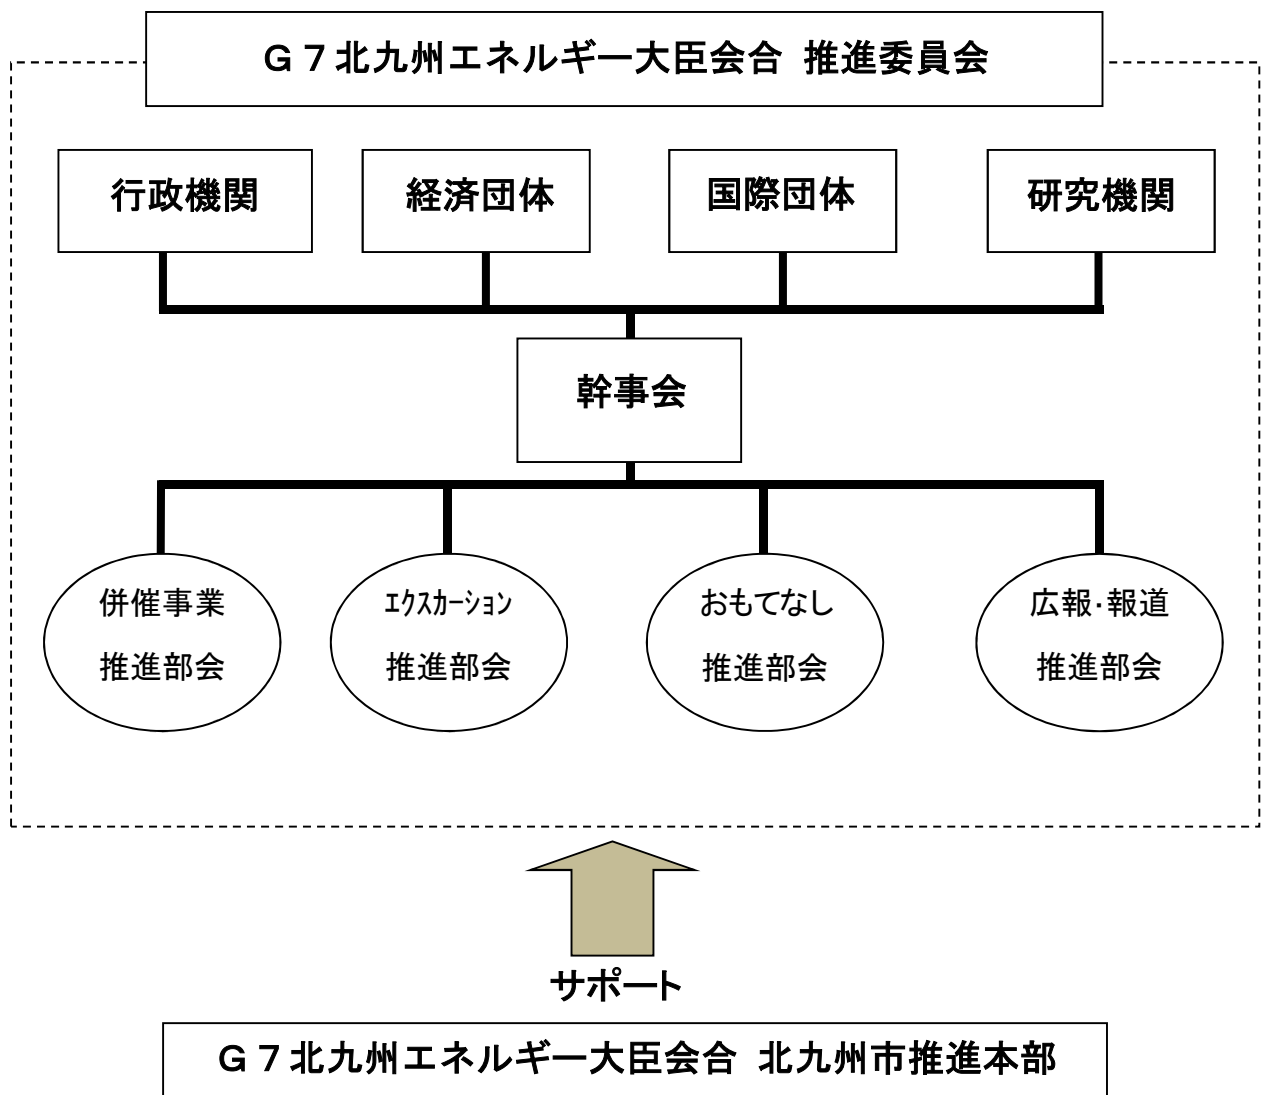 Ｇ７北九州エネルギー大臣会合 推進委員会
行政機関
経済団体
国際団体
研究機関
幹事会
併催事業
推進部会
ｴｸｽｶｰｼｮﾝ
推進部会
おもてなし
推進部会
広報･報道
推進部会
サポート
Ｇ７北九州エネルギー大臣会合 北九州市推進本部